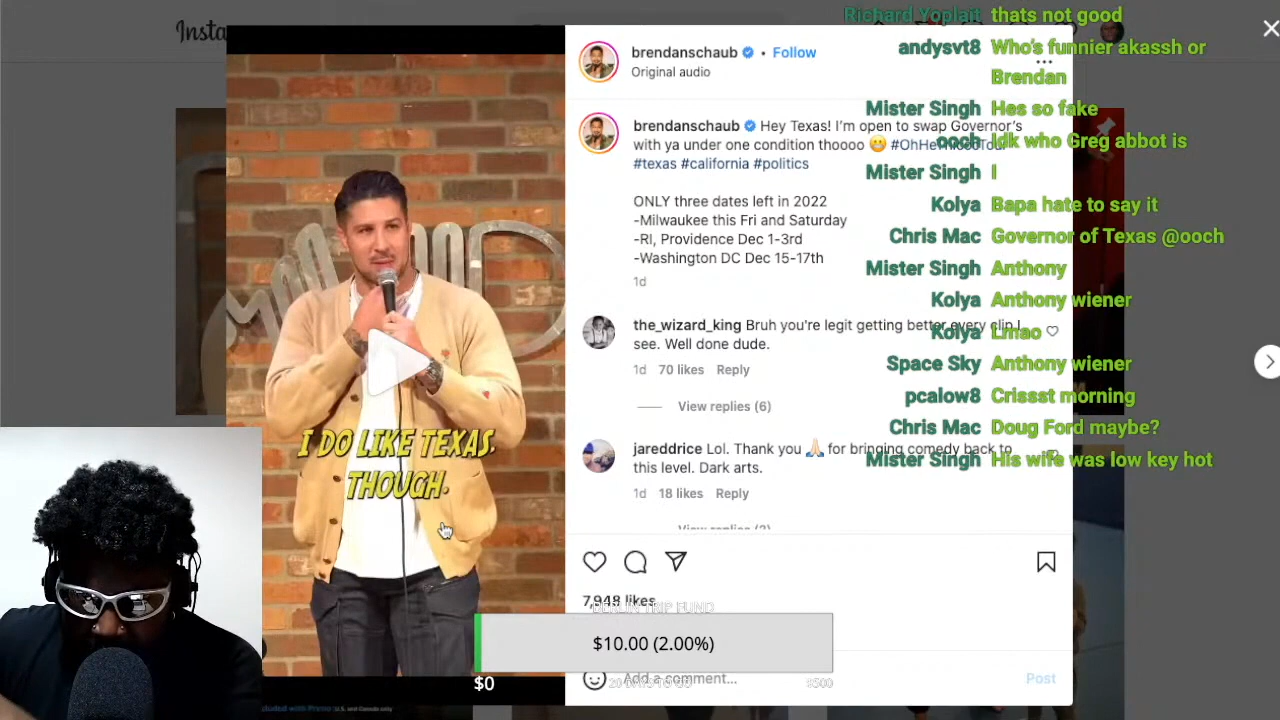 Insta
brendanschaub • Follow
Original audio
brendanschaub Hey Texas! I'm open to swap Governor's
with ya under one condition thoooo 😬
#texas #california #politics
ONLY three dates left in 2022
-Milwaukee this Fri and Saturday
-RI, Providence Dec 1-3rd
-Washington DC Dec 15-17th
1d
the_wizard_king Bruh you're legit getting better every clip I
see. Well done dude.
1d 70 likes Reply
View replies (6)
jareddrice Lol. Thank you 🙏🏻 for bringing comedy back to
this level. Dark arts.
1d 18 likes Reply
View replies
7,948 likes
Add a comment...
Post
I DO LIKE TEXAS,
THOUGH.
Richard Yoplait thats not good
andysvt8 Who's funnier akassh or
Brendan
Mister Singh Hes so fake
ooch Idk who Greg abbot is
Mister Singh I
Kolya Bapa hate to say it
Chris Mac Governor of Texas @ooch
Mister Singh Anthony
Kolya Anthony wiener
Kolya Lmao
Space Sky Anthony wiener
pcalow8 Crissst morning
Chris Mac Doug Ford maybe?
Mister Singh His wife was low key hot
TRIP FUND
$10.00 (2.00%)
$0
$500